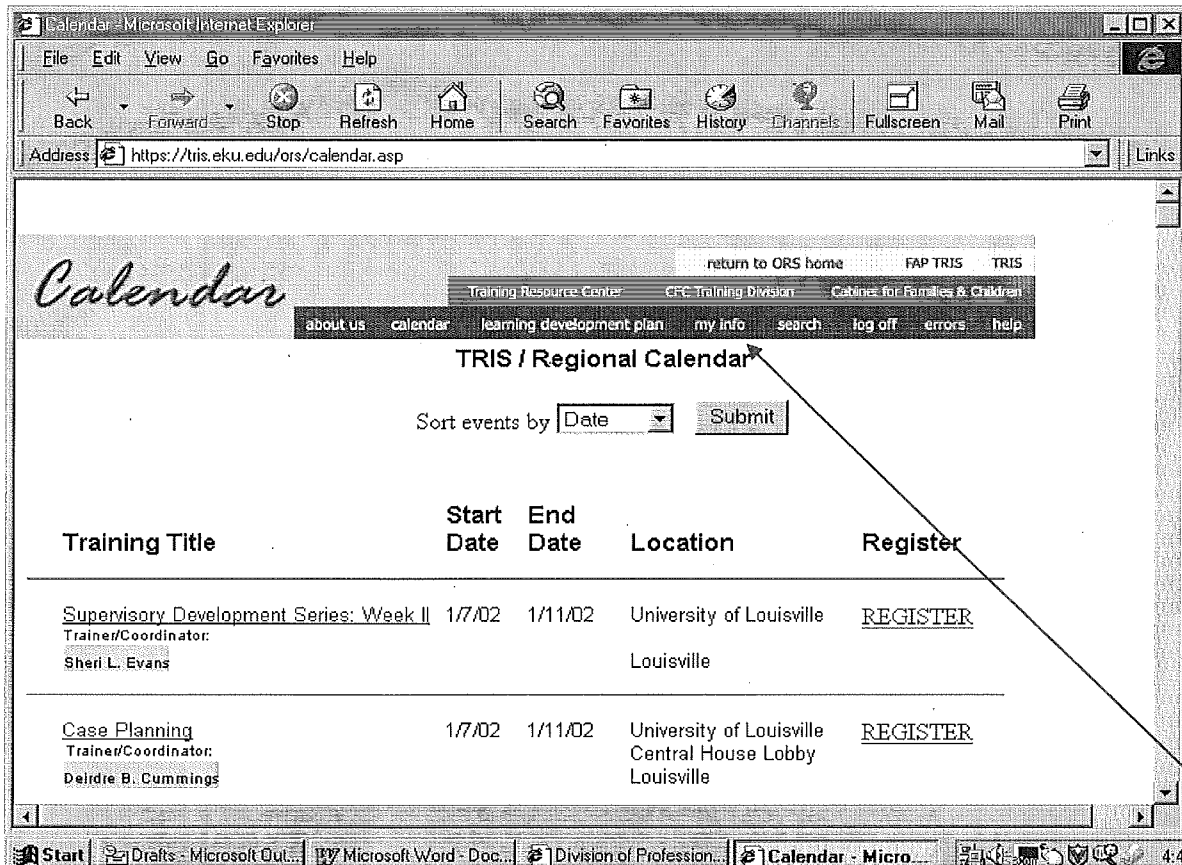 Calendar - Microsoft Internet Explorer
File Edit View Go Favorites Help
Back Forward Stop Refresh Home Search Favorites History Channels Fullscreen Mail Print
Address https://tris.eku.edu/ors/calendar.asp Links
return to ORS home FAP TRIS TRIS
Calendar
Training Resource Center CFC Training Division Cabinet for Families & Children
about us calendar learning development plan my info search log off errors help
TRIS / Regional Calendar
Sort events by Date Submit
Training Title Start Date End Date Location Register
Supervisory Development Series: Week II 1/7/02 1/11/02 University of Louisville REGISTER
Trainer/Coordinator:
Sheri L. Evans Louisville
Case Planning 1/7/02 1/11/02 University of Louisville REGISTER
Trainer/Coordinator: Central House Lobby
Deirdre B. Cummings Louisville
Start Drafts - Microsoft Out... Microsoft Word - Doc... Division of Profession... Calendar - Micro...